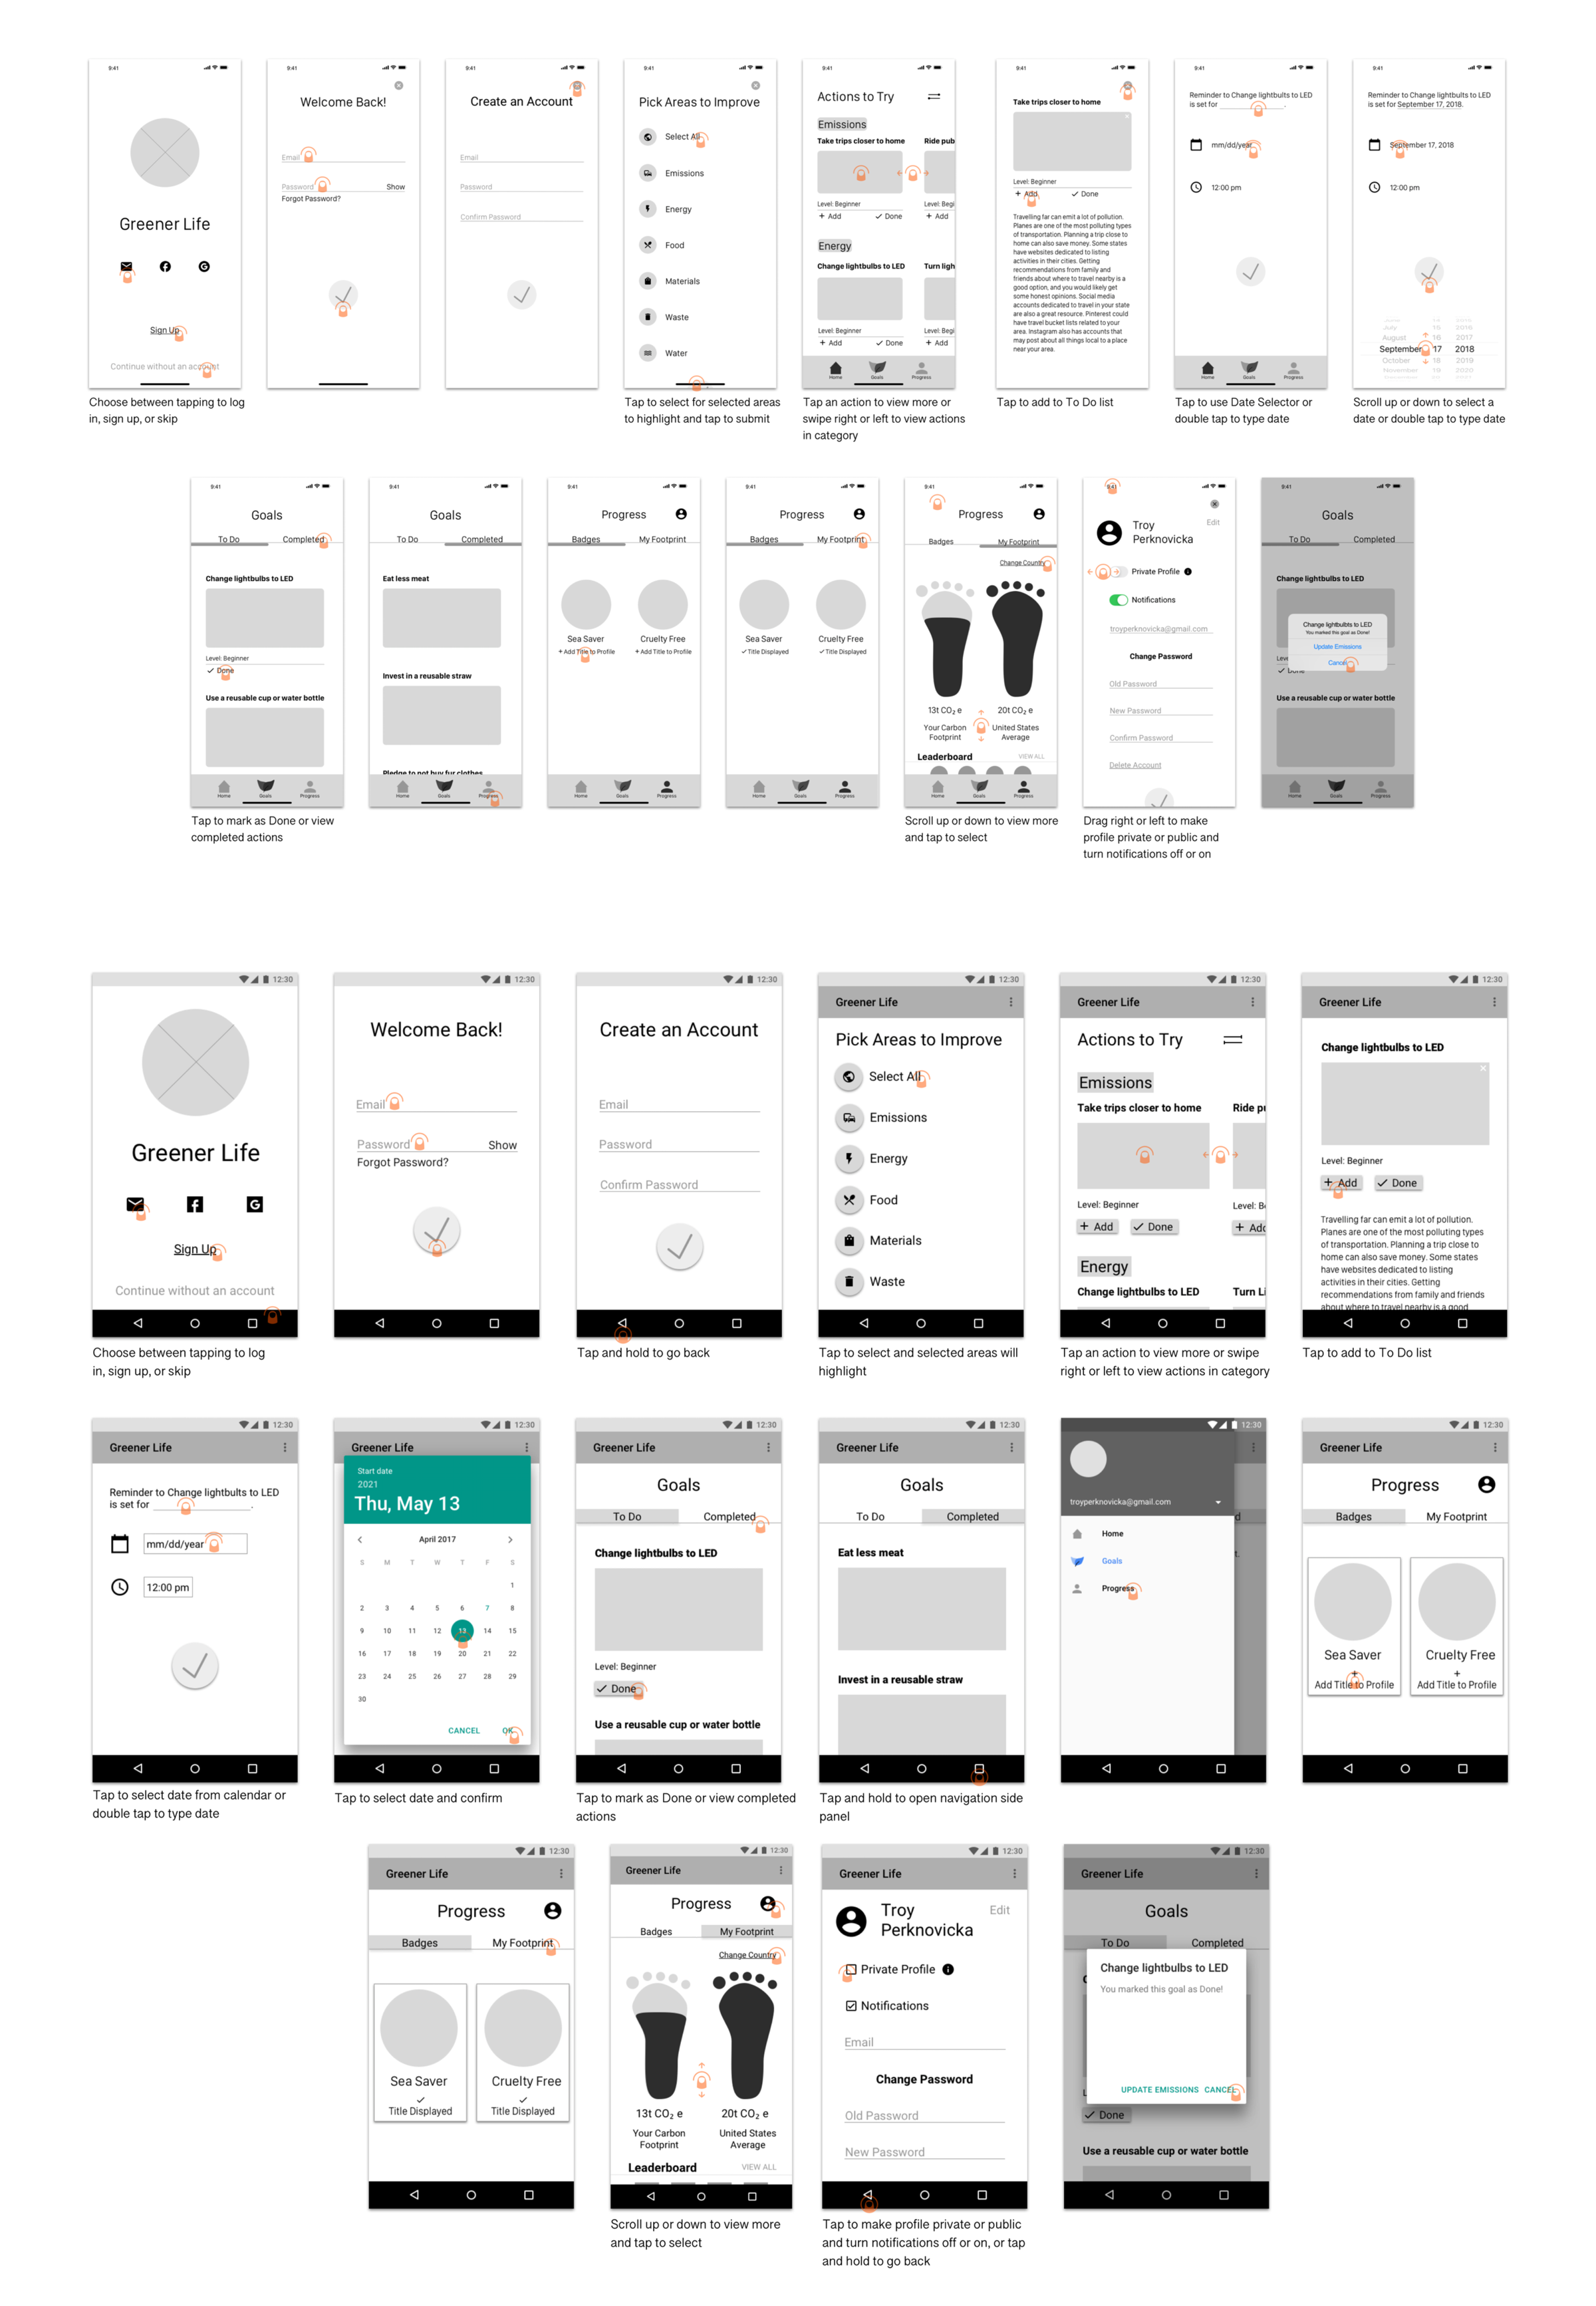 9:41
Greener Life
Sign Up
Continue without an account
Choose between tapping to log
in, sign up, or skip
9:41
Welcome Back!
Email
Password Show
Forgot Password?
9:41
Create an Account
Email
Password
Confirm Password
9:41
Pick Areas to Improve
Select All
Emissions
Energy
Food
Materials
Waste
Water
Tap to select for selected areas
to highlight and tap to submit
9:41
Actions to Try
Emissions
Take trips closer to home Ride pub
Level: Beginner Level: Begi
+ Add ✓ Done + Add
Energy
Change lightbulbs to LED Turn ligh
Level: Beginner Level: Begi
+ Add ✓ Done + Add
Home Goals Progress
Tap an action to view more or
swipe right or left to view actions
in category
9:41
Take trips closer to home
Level: Beginner
+ Add ✓ Done
Travelling far can emit a lot of pollution.
Planes are one of the most polluting types
of transportation. Planning a trip close to
home can also save money. Some states
have websites dedicated to listing
activities in their cities. Getting
recommendations from family and
friends about where to travel nearby is a
good option, and you would likely get
some honest opinions. Social media
accounts dedicated to travel in your state
are also a great resource. Pinterest could
have travel bucket lists related to your
area. Instagram also has accounts that
may post about all things local to a place
near your area.
Tap to add to To Do list
9:41
Reminder to Change lightbults to LED
is set for ____________.
mm/dd/year
12:00 pm
Home Goals Progress
Tap to use Date Selector or
double tap to type date
9:41
Reminder to Change lightbults to LED
is set for September 17, 2018.
September 17, 2018
12:00 pm
July 15 2016
August 16 2017
September 17 2018
October 18 2019
November 19 2020
Scroll up or down to select a
date or double tap to type date
9:41
Goals
To Do Completed
Change lightbulbs to LED
Level: Beginner
✓ Done
Use a reusable cup or water bottle
Home Goals Progress
Tap to mark as Done or view
completed actions
9:41
Goals
To Do Completed
Eat less meat
Invest in a reusable straw
Pledge to not buy fur clothes
Home Goals Progress
9:41
Progress
Badges My Footprint
Sea Saver Cruelty Free
+ Add Title to Profile + Add Title to Profile
Home Goals Progress
9:41
Progress
Badges My Footprint
Sea Saver Cruelty Free
✓ Title Displayed ✓ Title Displayed
Home Goals Progress
9:41
Progress
Badges My Footprint
Change Country
13t CO₂ e 20t CO₂ e
Your Carbon United States
Footprint Average
Leaderboard VIEW ALL
Home Goals Progress
Scroll up or down to view more
and tap to select
9:41
Edit
Troy
Perknovicka
Private Profile
Notifications
troyperknovicka@gmail.com
Change Password
Old Password
New Password
Confirm Password
Delete Account
Drag right or left to make
profile private or public and
turn notifications off or on
9:41
Goals
To Do Completed
Change lightbulbs to LED
Change lightbulbts to LED
You marked this goal as Done!
Update Emissions
Cancel
Leve
✓ Done
Use a reusable cup or water bottle
Home Goals Progress
12:30
Greener Life
Sign Up
Continue without an account
Choose between tapping to log
in, sign up, or skip
12:30
Welcome Back!
Email
Password Show
Forgot Password?
12:30
Create an Account
Email
Password
Confirm Password
Tap and hold to go back
12:30
Greener Life
Pick Areas to Improve
Select All
Emissions
Energy
Food
Materials
Waste
Tap to select and selected areas will
highlight
12:30
Greener Life
Actions to Try
Emissions
Take trips closer to home Ride pu
Level: Beginner Level: Be
+ Add ✓ Done + Add
Energy
Change lightbulbs to LED Turn Li
Tap an action to view more or swipe
right or left to view actions in category
12:30
Greener Life
Change lightbulbs to LED
Level: Beginner
+ Add ✓ Done
Travelling far can emit a lot of pollution.
Planes are one of the most polluting types
of transportation. Planning a trip close to
home can also save money. Some states
have websites dedicated to listing
activities in their cities. Getting
recommendations from family and friends
about where to travel nearby is a good
Tap to add to To Do list
12:30
Greener Life
Reminder to Change lightbults to LED
is set for ____________.
mm/dd/year
12:00 pm
Tap to select date from calendar or
double tap to type date
12:30
Greener Life
Start date
2021
Thu, May 13
April 2017
S M T W T F S
1
2 3 4 5 6 7 8
9 10 11 12 13 14 15
16 17 18 19 20 21 22
23 24 25 26 27 28 29
30
CANCEL OK
Tap to select date and confirm
12:30
Greener Life
Goals
To Do Completed
Change lightbulbs to LED
Level: Beginner
✓ Done
Use a reusable cup or water bottle
Tap to mark as Done or view completed
actions
12:30
Greener Life
Goals
To Do Completed
Eat less meat
Invest in a reusable straw
Tap and hold to open navigation side
panel
12:30
troyperknovicka@gmail.com
Home
Goals
Progress
12:30
Greener Life
Progress
Badges My Footprint
Sea Saver Cruelty Free
+ +
Add Title to Profile Add Title to Profile
12:30
Greener Life
Progress
Badges My Footprint
Sea Saver Cruelty Free
✓ ✓
Title Displayed Title Displayed
12:30
Greener Life
Progress
Badges My Footprint
Change Country
13t CO₂ e 20t CO₂ e
Your Carbon United States
Footprint Average
Leaderboard VIEW ALL
Scroll up or down to view more
and tap to select
12:30
Greener Life
Troy Edit
Perknovicka
Private Profile
Notifications
Email
Change Password
Old Password
New Password
Tap to make profile private or public
and turn notifications off or on, or tap
and hold to go back
12:30
Greener Life
Goals
To Do Completed
Change lightbulbs to LED
You marked this goal as Done!
UPDATE EMISSIONS CANCEL
✓ Done
Use a reusable cup or water bottle